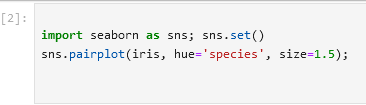 [2]:
import seaborn as sns; sns.set()
sns.pairplot(iris, hue='species', size=1.5);